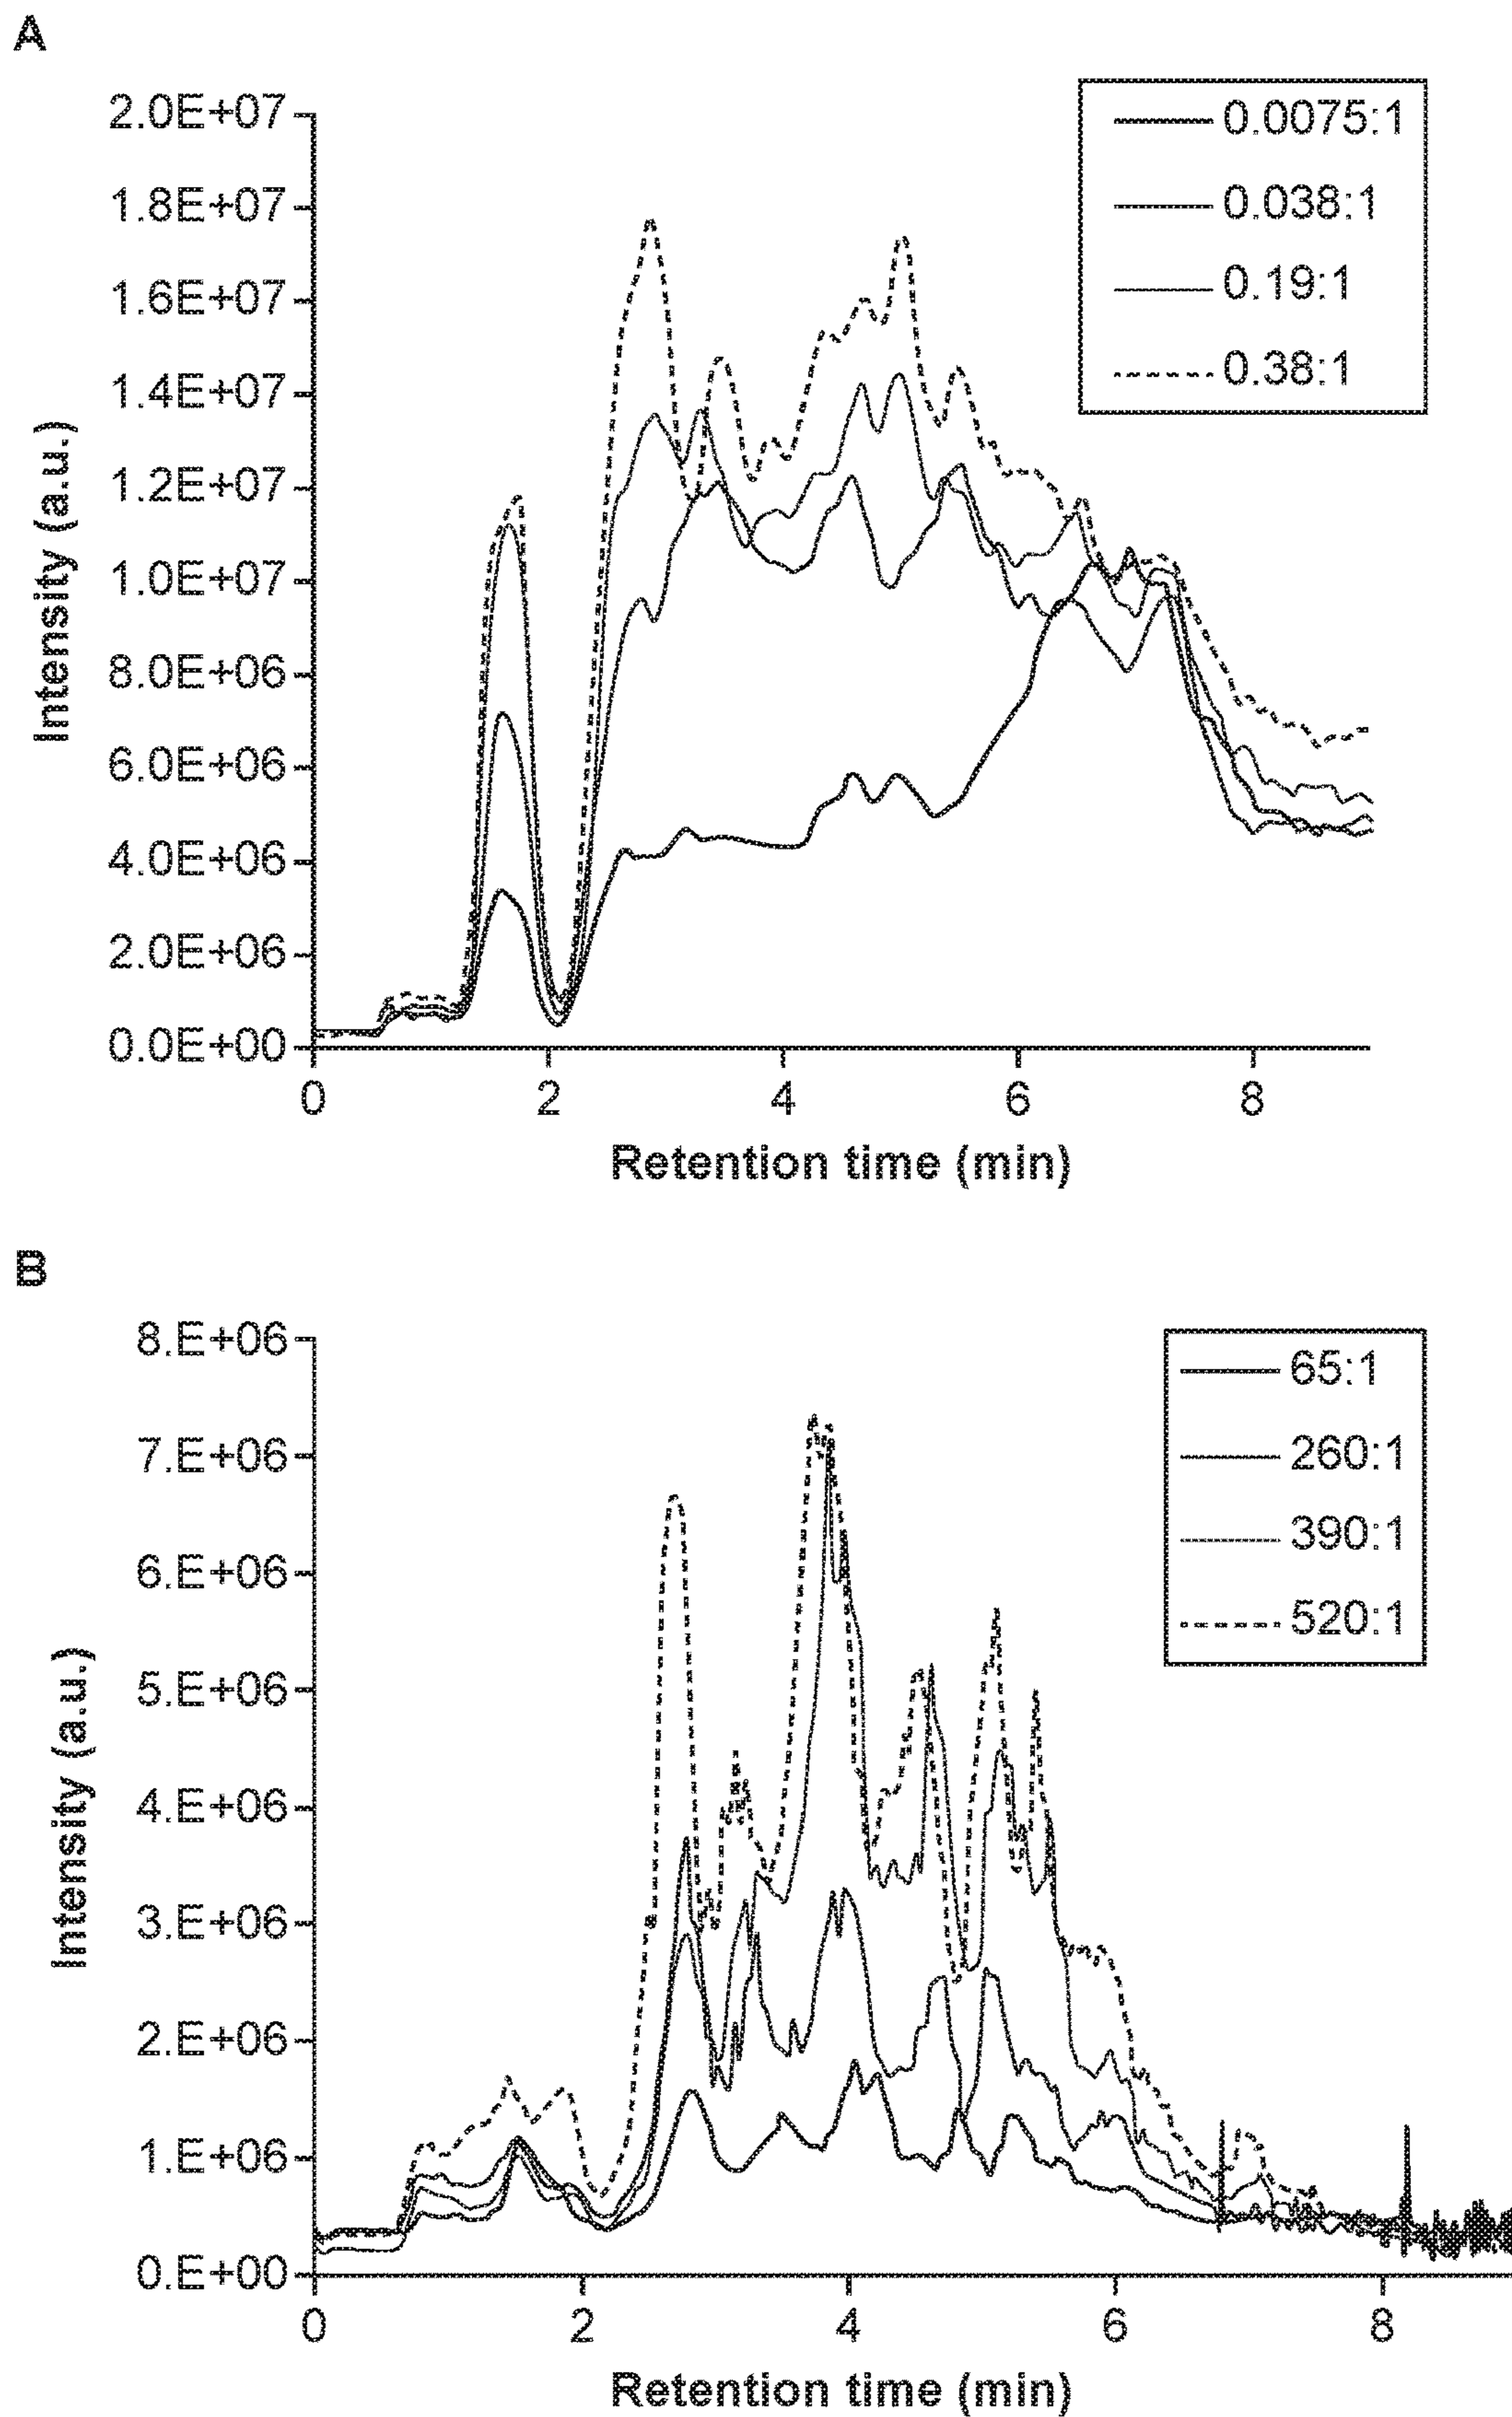 A
2.0E+07
1.8E+07
1.6E+07
1.4E+07
1.2E+07
1.0E+07
8.0E+06
6.0E+06
4.0E+06
2.0E+06
0.0E+00
Intensity (a.u.)
0.0075:1
0.038:1
0.19:1
0.38:1
0 2 4 6 8
Retention time (min)
B
8.E+06
7.E+06
6.E+06
5.E+06
4.E+06
3.E+06
2.E+06
1.E+06
0.E+00
Intensity (a.u.)
65:1
260:1
390:1
520:1
0 2 4 6 8
Retention time (min)